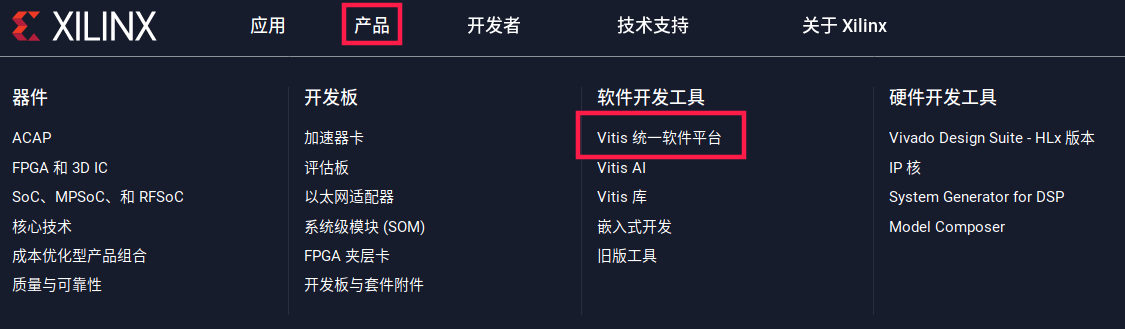 XILINX 应用 产品 开发者 技术支持 关于 Xilinx
器件
ACAP
FPGA 和 3D IC
SoC、MPSoC、和 RFSoC
核心技术
成本优化型产品组合
质量与可靠性
开发板
加速器卡
评估板
以太网适配器
系统级模块 (SOM)
FPGA 夹层卡
开发板与套件附件
软件开发工具
Vitis 统一软件平台
Vitis AI
Vitis 库
嵌入式开发
旧版工具
硬件开发工具
Vivado Design Suite - HLx 版本
IP 核
System Generator for DSP
Model Composer